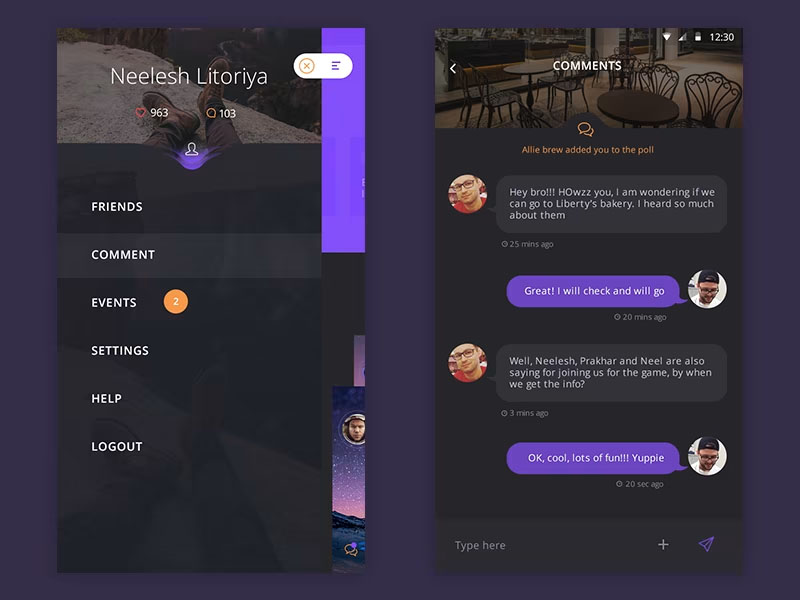 Neelesh Litoriya
963
103
FRIENDS
COMMENT
EVENTS
2
SETTINGS
HELP
LOGOUT
12:30
COMMENTS
Allie brew added you to the poll
Hey bro!!! HOwzz you, I am wondering if we
can go to Liberty's bakery. I heard so much
about them
25 mins ago
Great! I will check and will go
20 mins ago
Well, Neelesh, Prakhar and Neel are also
saying for joining us for the game, by when
we get the info?
3 mins ago
OK, cool, lots of fun!!! Yuppie
20 sec ago
Type here